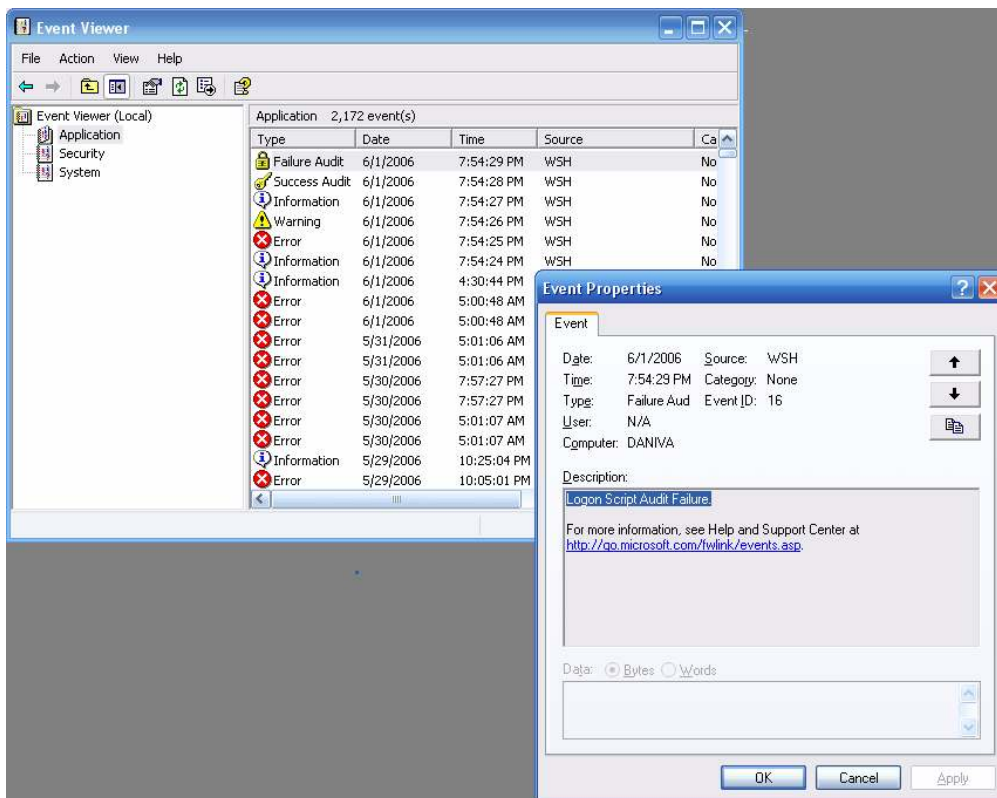 Event Viewer
File Action View Help
Event Viewer (Local)
Application
Security
System
Application 2,172 event(s)
Type Date Time Source Ca
Failure Audit 6/1/2006 7:54:29 PM WSH No
Success Audit 6/1/2006 7:54:28 PM WSH No
Information 6/1/2006 7:54:27 PM WSH No
Warning 6/1/2006 7:54:26 PM WSH No
Error 6/1/2006 7:54:25 PM WSH No
Information 6/1/2006 7:54:24 PM WSH No
Information 6/1/2006 4:30:44 PM
Error 6/1/2006 5:00:48 AM
Error 6/1/2006 5:00:48 AM
Error 5/31/2006 5:01:06 AM
Error 5/31/2006 5:01:06 AM
Error 5/30/2006 7:57:27 PM
Error 5/30/2006 7:57:27 PM
Error 5/30/2006 5:01:07 AM
Error 5/30/2006 5:01:07 AM
Information 5/29/2006 10:25:04 PM
Error 5/29/2006 10:05:01 PM
Event Properties
Event
Date: 6/1/2006 Source: WSH
Time: 7:54:29 PM Category: None
Type: Failure Aud Event ID: 16
User: N/A
Computer: DANIVA
Description:
Logon Script Audit Failure.
For more information, see Help and Support Center at
http://go.microsoft.com/fwlink/events.asp.
Data: Bytes Words
OK Cancel Apply